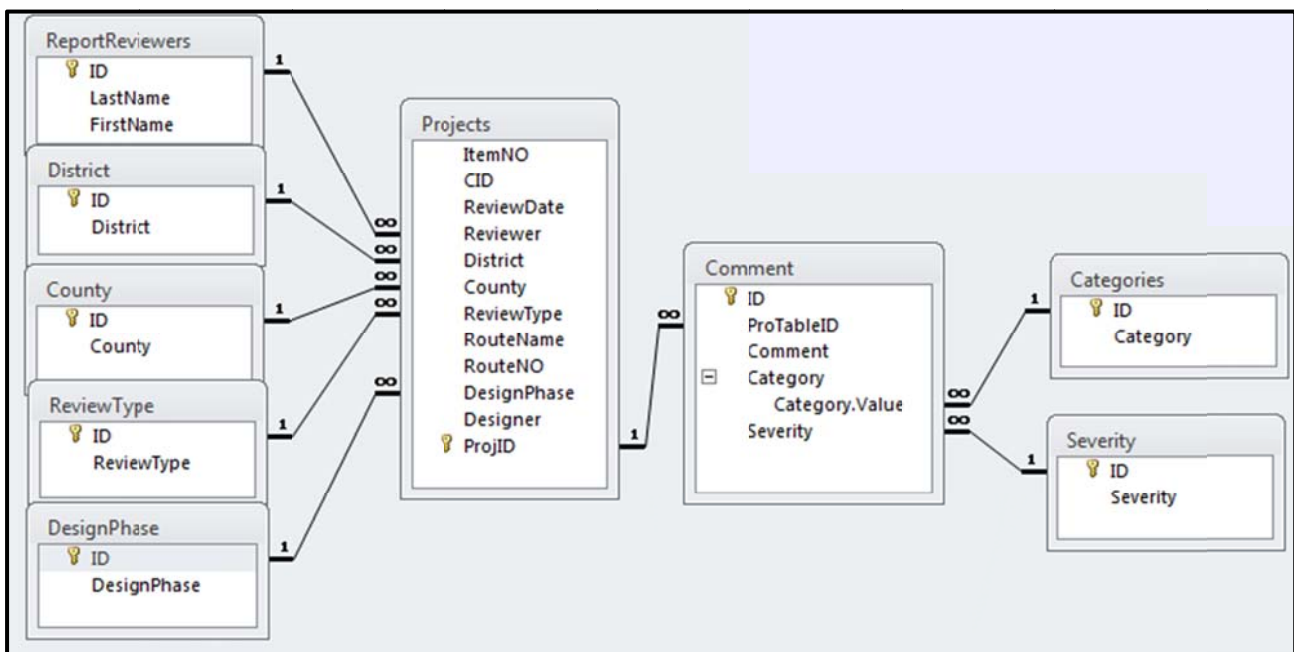 ReportReviewers
ID
LastName
FirstName
1
District
ID
District
1
County
ID
County
1
ReviewType
ID
ReviewType
1
DesignPhase
ID
DesignPhase
1
Projects
ItemNO
CID
ReviewDate
Reviewer
District
County
ReviewType
RouteName
RouteNO
DesignPhase
Designer
ProjID
∞
∞
∞
∞
∞
1
Comment
ID
ProTableID
Comment
Category
Category.Value
Severity
∞
∞
∞
Categories
ID
Category
1
Severity
ID
Severity
1